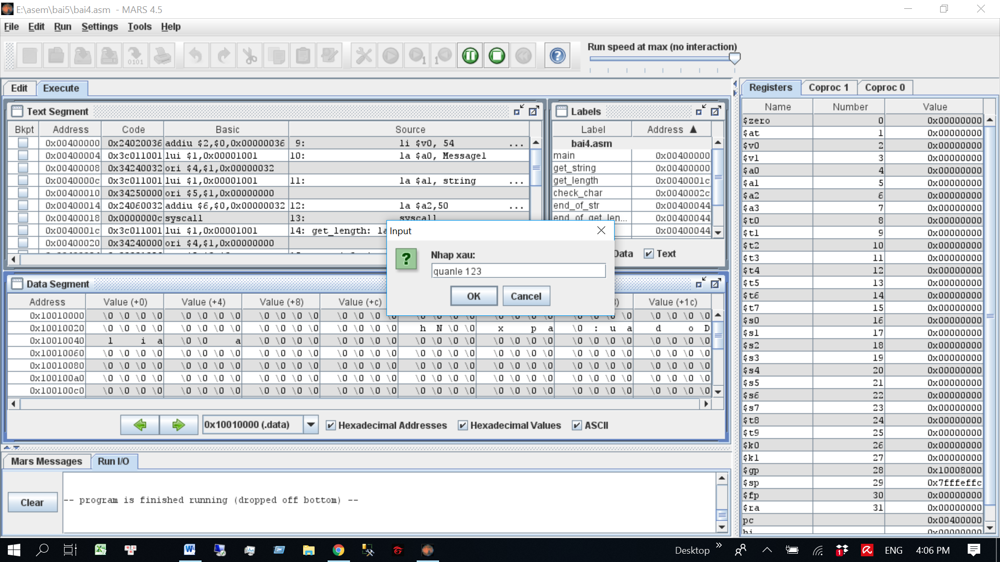 E:\asem\bai5\bai4.asm - MARS 4.5
File Edit Run Settings Tools Help
Run speed at max (no interaction)
Edit Execute
Registers Coproc 1 Coproc 0
Text Segment
Bkpt Address Code Basic Source
0x00400000 0x24020036 addiu $2,$0,0x00000036 9: li $v0, 54 ...
0x00400004 0x3c011001 lui $1,0x00001001 10: la $a0, Message1
0x00400008 0x34240032 ori $4,$1,0x00000032
0x0040000c 0x3c011001 lui $1,0x00001001 11: la $a1, string ...
0x00400010 0x34250000 ori $5,$1,0x00000000
0x00400014 0x24060032 addiu $6,$0,0x00000032 12: la $a2,50 ...
0x00400018 0x0000000c syscall 13: syscall
0x0040001c 0x3c011001 lui $1,0x00001001 14: get_length: la
0x00400020 0x34240000 ori $4,$1,0x00000000
Labels
Label Address ▲
bai4.asm
main 0x00400000
get_string 0x00400000
get_length 0x0040001c
check_char 0x0040002c
end_of_str 0x00400044
end_of_get_len... 0x00400044
0x00400044
Data Text
Input
Nhap xau:
quanle 123
OK Cancel
Data Segment
Address Value (+0) Value (+4) Value (+8) Value (+c) Value (+1c)
0x10010000 \0 \0 \0 \0 \0 \0 \0 \0 \0 \0 \0 \0 \0 \0 \0 \0 \0 \0 \0 \0 \0 \0 \0 \0 \0 \0 \0 \0 \0 \0 \0 \0
0x10010020 \0 \0 \0 \0 \0 \0 \0 \0 \0 \0 \0 \0 \0 \0 \0 \0 h N \0 \0 x p a \0 : u a d o D
0x10010040 l i a \0 \0 a \0 \0 \0 \0 \0 \0 \0 \0 \0 \0 \0 \0 \0 \0 \0 \0 \0 \0 \0 \0 \0 \0 \0 \0
0x10010060 \0 \0 \0 \0 \0 \0 \0 \0 \0 \0 \0 \0 \0 \0 \0 \0 \0 \0 \0 \0 \0 \0 \0 \0 \0 \0 \0 \0 \0 \0 \0 \0
0x10010080 \0 \0 \0 \0 \0 \0 \0 \0 \0 \0 \0 \0 \0 \0 \0 \0 \0 \0 \0 \0 \0 \0 \0 \0 \0 \0 \0 \0 \0 \0 \0 \0
0x100100a0 \0 \0 \0 \0 \0 \0 \0 \0 \0 \0 \0 \0 \0 \0 \0 \0 \0 \0 \0 \0 \0 \0 \0 \0 \0 \0 \0 \0 \0 \0 \0 \0
0x100100c0 \0 \0 \0 \0 \0 \0 \0 \0 \0 \0 \0 \0 \0 \0 \0 \0 \0 \0 \0 \0 \0 \0 \0 \0 \0 \0 \0 \0 \0 \0 \0 \0
0x10010000 (.data) Hexadecimal Addresses Hexadecimal Values ASCII
Mars Messages Run I/O
Clear
-- program is finished running (dropped off bottom) --
Name Number Value
$zero 0 0x00000000
$at 1 0x00000000
$v0 2 0x00000000
$v1 3 0x00000000
$a0 4 0x00000000
$a1 5 0x00000000
$a2 6 0x00000000
$a3 7 0x00000000
$t0 8 0x00000000
$t1 9 0x00000000
$t2 10 0x00000000
$t3 11 0x00000000
$t4 12 0x00000000
$t5 13 0x00000000
$t6 14 0x00000000
$t7 15 0x00000000
$s0 16 0x00000000
$s1 17 0x00000000
$s2 18 0x00000000
$s3 19 0x00000000
$s4 20 0x00000000
$s5 21 0x00000000
$s6 22 0x00000000
$s7 23 0x00000000
$t8 24 0x00000000
$t9 25 0x00000000
$k0 26 0x00000000
$k1 27 0x00000000
$gp 28 0x10008000
$sp 29 0x7fffeffc
$fp 30 0x00000000
$ra 31 0x00000000
pc 0x00400000
hi 0x00000000
Desktop ENG 4:06 PM